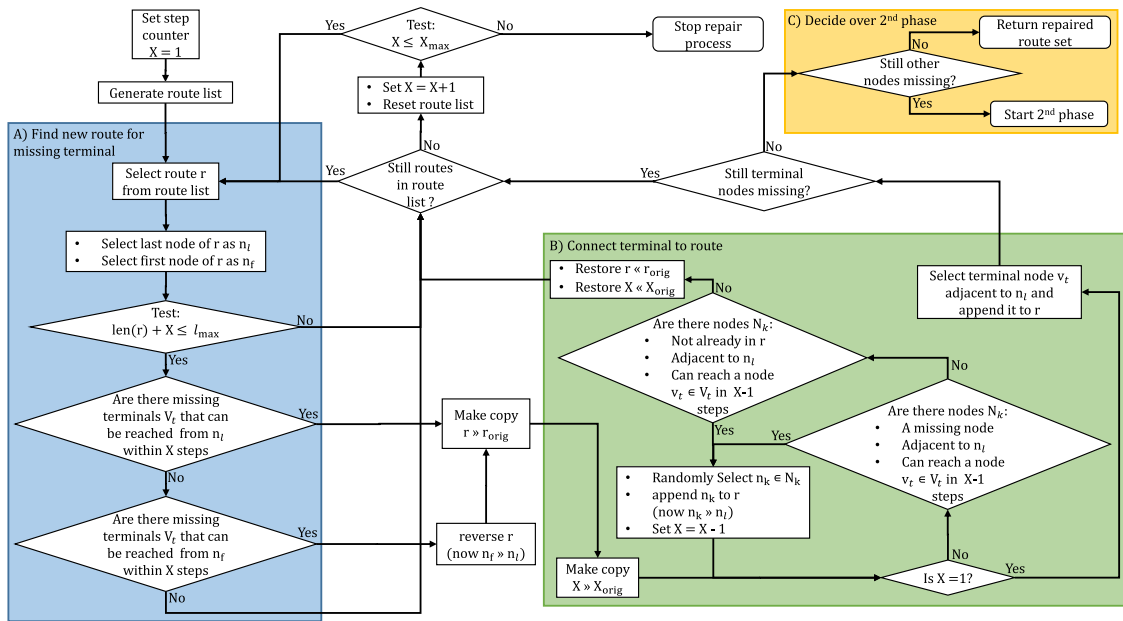 Set step
counter
X = 1
Generate route list
Yes
Test:
X ≤ Xmax
No
Stop repair
process
• Set X = X+1
• Reset route list
No
C) Decide over 2nd phase
Return repaired
route set
No
Still other
nodes missing?
Yes
Start 2nd phase
A) Find new route for
missing terminal
Select route r
from route list
Yes
Still routes
in route
list ?
Yes
Still terminal
nodes missing?
No
• Select last node of r as nl
• Select first node of r as nf
Test:
len(r) + X ≤ lmax
No
Yes
Are there missing
terminals Vt that can
be reached from nl
within X steps
Yes
No
Are there missing
terminals Vt that can
be reached from nf
within X steps
Yes
No
Make copy
r » rorig
reverse r
(now nf » nl)
B) Connect terminal to route
• Restore r « rorig
• Restore X « Xorig
No
Are there nodes Nk:
• Not already in r
• Adjacent to nl
• Can reach a node
vt ∈ Vt in X-1
steps
Yes
Select terminal node vt
adjacent to nl and
append it to r
No
Are there nodes Nk:
• A missing node
• Adjacent to nl
• Can reach a node
vt ∈ Vt in X-1
steps
Yes
• Randomly Select nk ∈ Nk
• append nk to r
(now nk » nl)
• Set X = X - 1
Make copy
X » Xorig
No
Is X =1?
Yes